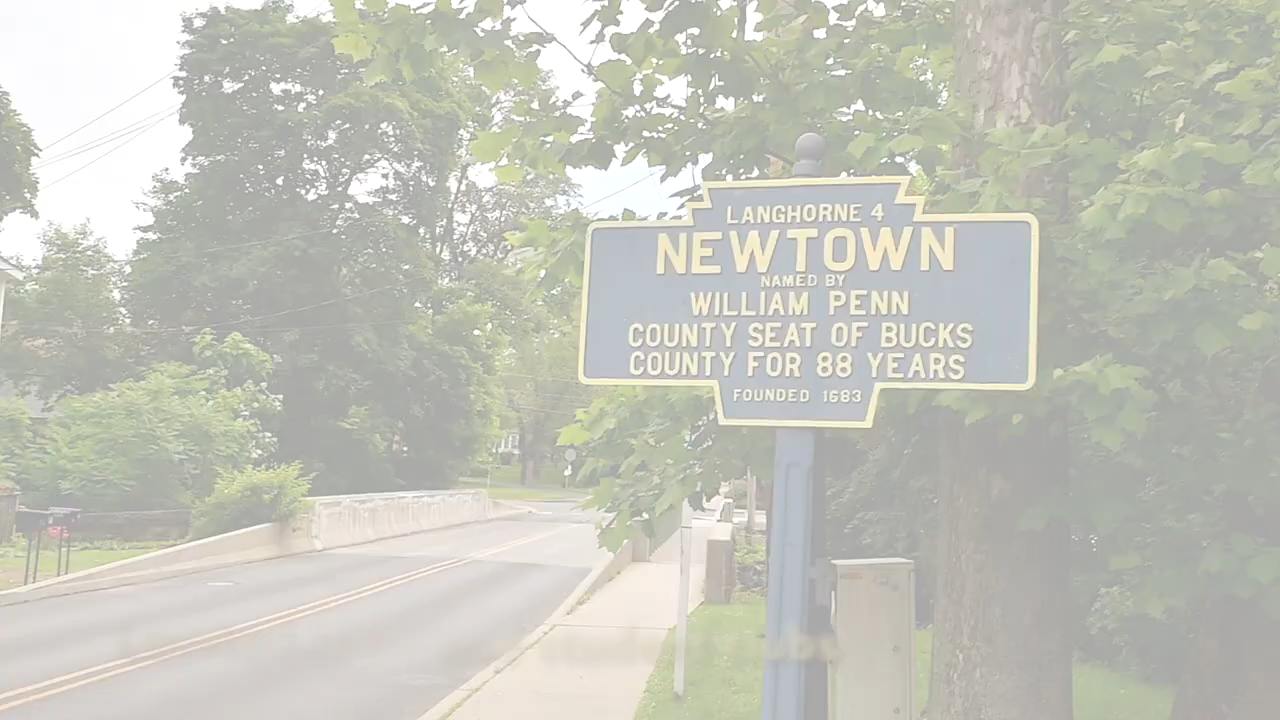 LANGHORNE 4
NEWTOWN
NAMED BY
WILLIAM PENN
COUNTY SEAT OF BUCKS
COUNTY FOR 88 YEARS
FOUNDED 1683